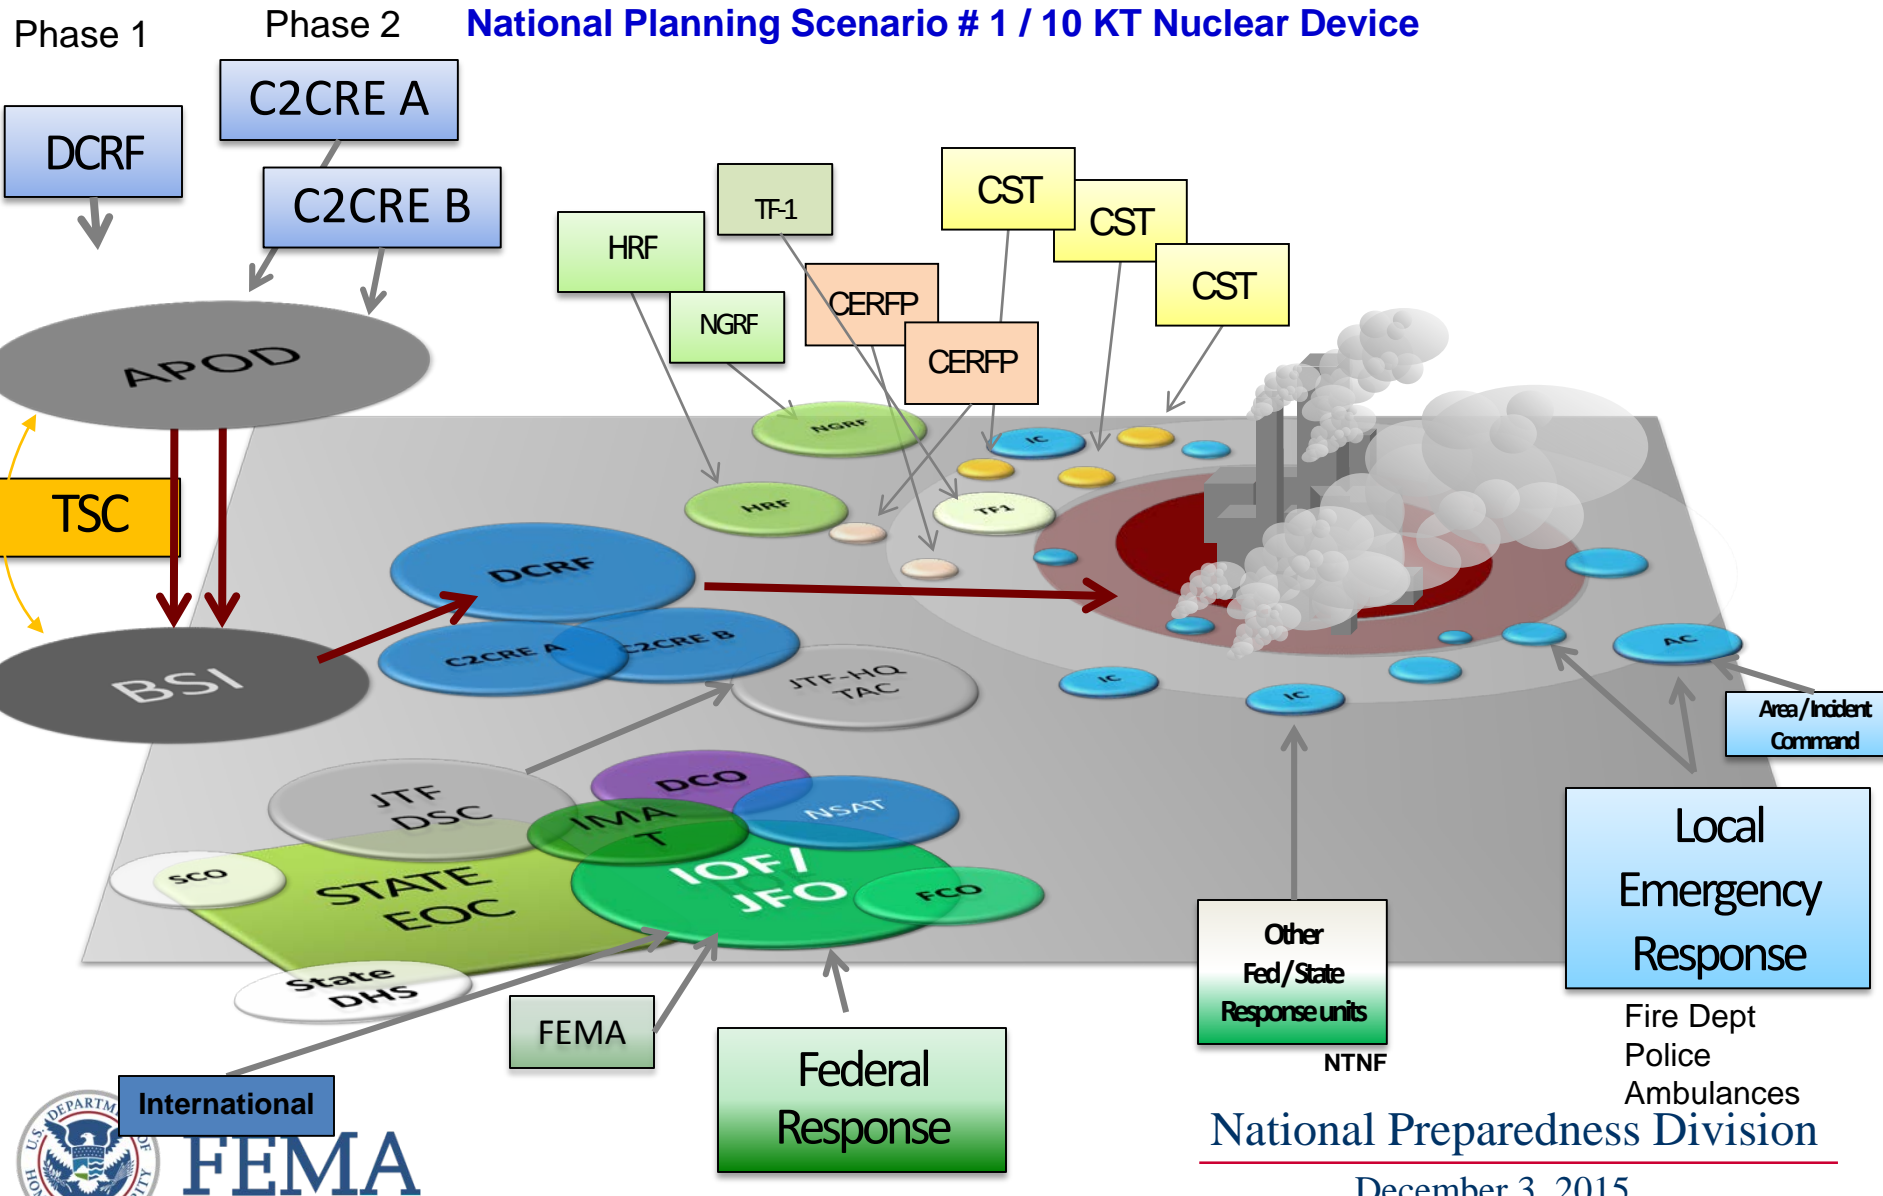 National Planning Scenario # 1 / 10 KT Nuclear Device
Phase 1
Phase 2
C2CRE A
DCRF
C2CRE B
CST
TF-1
CST
HRF
CST
CERFP
NGRF
CERFP
APOD
NGRF
IC
TSC
HRF
TF1
DCRF
C2CRE A
C2CRE B
AC
BSI
JTF-HQ
TAC
IC
IC
Area / Incident
Command
DCO
JTF
DSC
NSAT
IMA
T
Local
Emergency
Response
SCO
STATE
EOC
IOF/
JFO
FCO
Other
Fed / State
Response units
State
DHS
FEMA
Fire Dept
Police
Ambulances
Federal
Response
NTNF
International
FEMA
National Preparedness Division
December 3, 2015